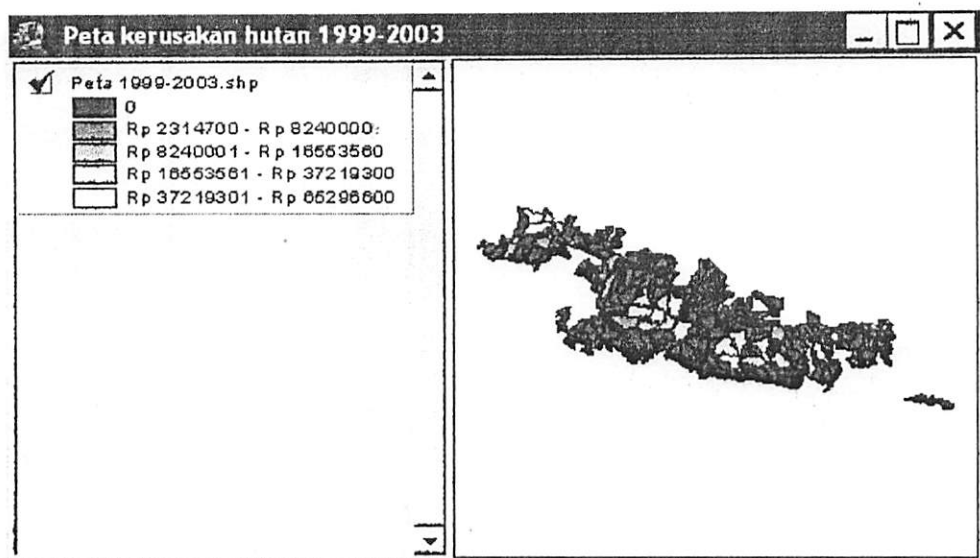 Peta kerusakan hutan 1999-2003
Peta 1999-2003.shp
0
Rp 2314700 - Rp 8240000
Rp 8240001 - Rp 16553560
Rp 16553561 - Rp 37219300
Rp 37219301 - Rp 65296600